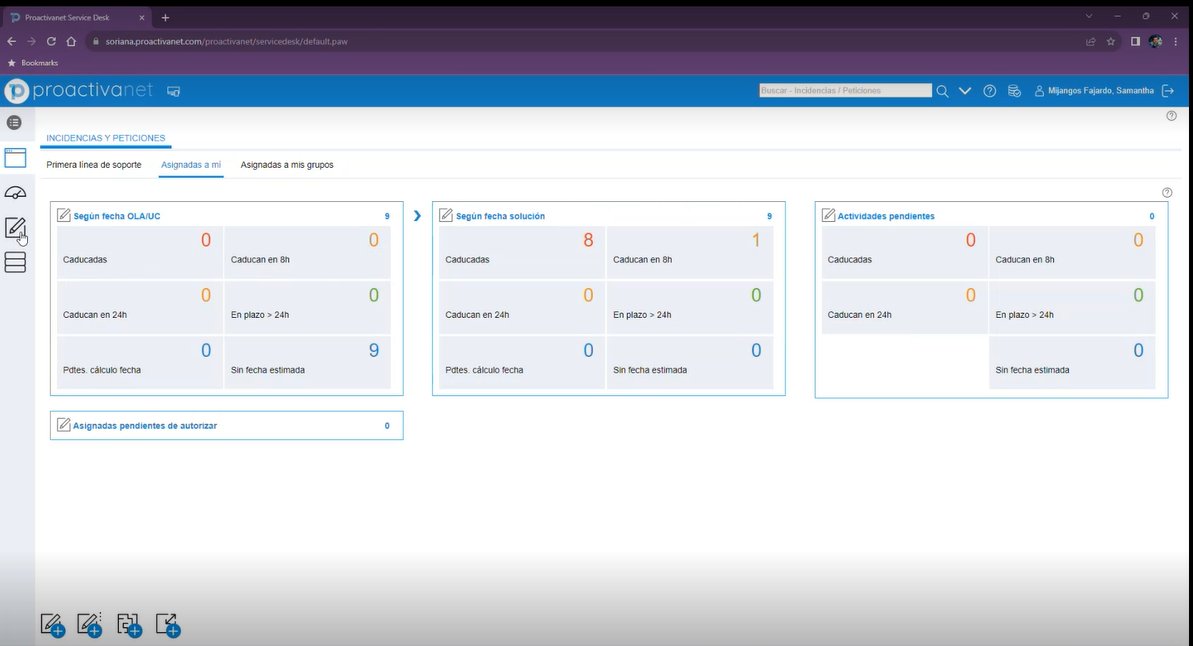 Proactivanet Service Desk
soriana.proactivanet.com/proactivanet/servicedesk/default.paw
Bookmarks
proactivanet
Buscar - Incidencias / Peticiones
Mijangos Fajardo, Samantha
INCIDENCIAS Y PETICIONES
Primera línea de soporte
Asignadas a mí
Asignadas a mis grupos
Según fecha OLA/UC 9
0 0
Caducadas Caducan en 8h
0 0
Caducan en 24h En plazo > 24h
0 9
Pdtes. cálculo fecha Sin fecha estimada
Según fecha solución 9
8 1
Caducadas Caducan en 8h
0 0
Caducan en 24h En plazo > 24h
0 0
Pdtes. cálculo fecha Sin fecha estimada
Actividades pendientes 0
0 0
Caducadas Caducan en 8h
0 0
Caducan en 24h En plazo > 24h
0
Sin fecha estimada
Asignadas pendientes de autorizar 0